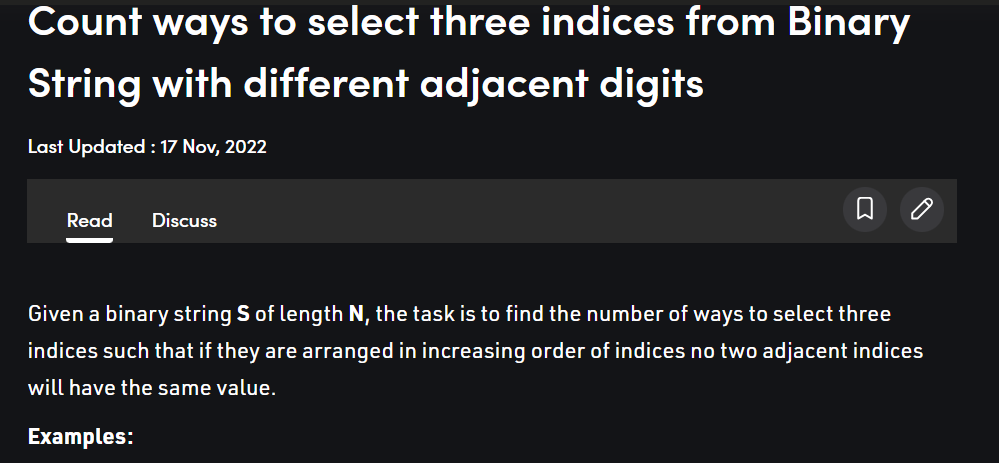 Count ways to select three indices from Binary
String with different adjacent digits
Last Updated : 17 Nov, 2022
Read Discuss
Given a binary string S of length N, the task is to find the number of ways to select three
indices such that if they are arranged in increasing order of indices no two adjacent indices
will have the same value.
Examples: